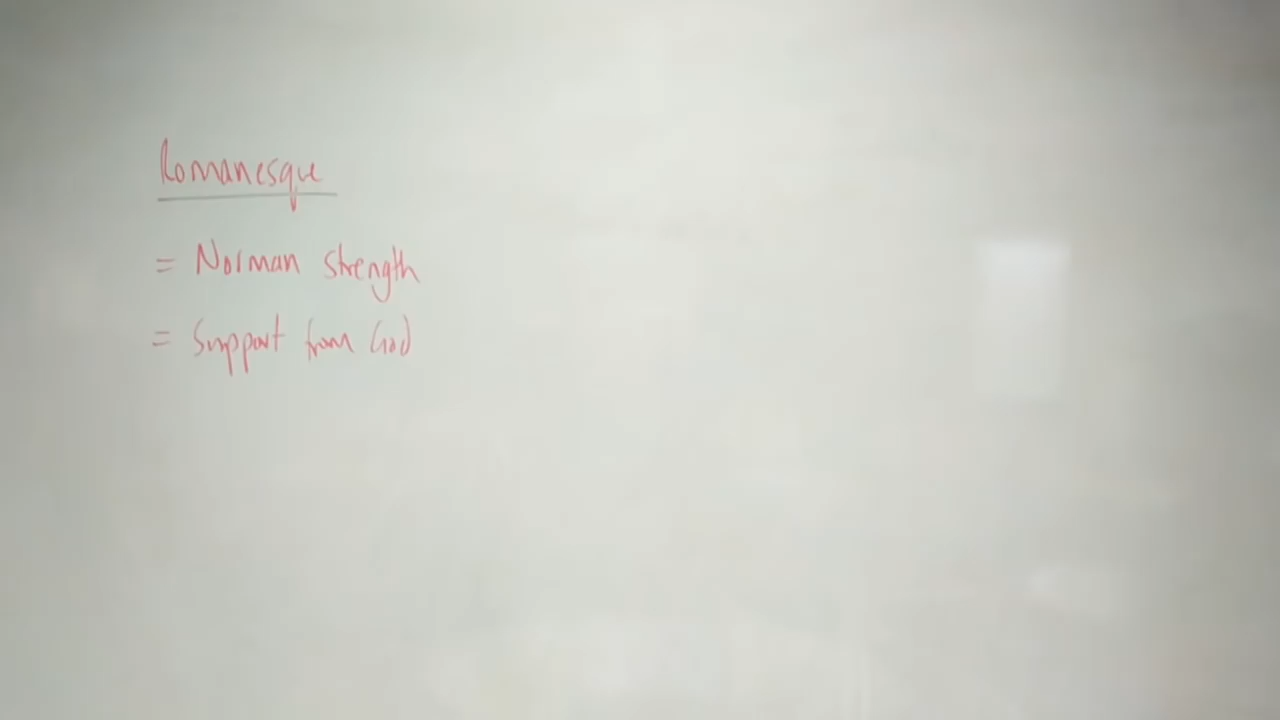 Romanesque
= Norman strength
= Support from God